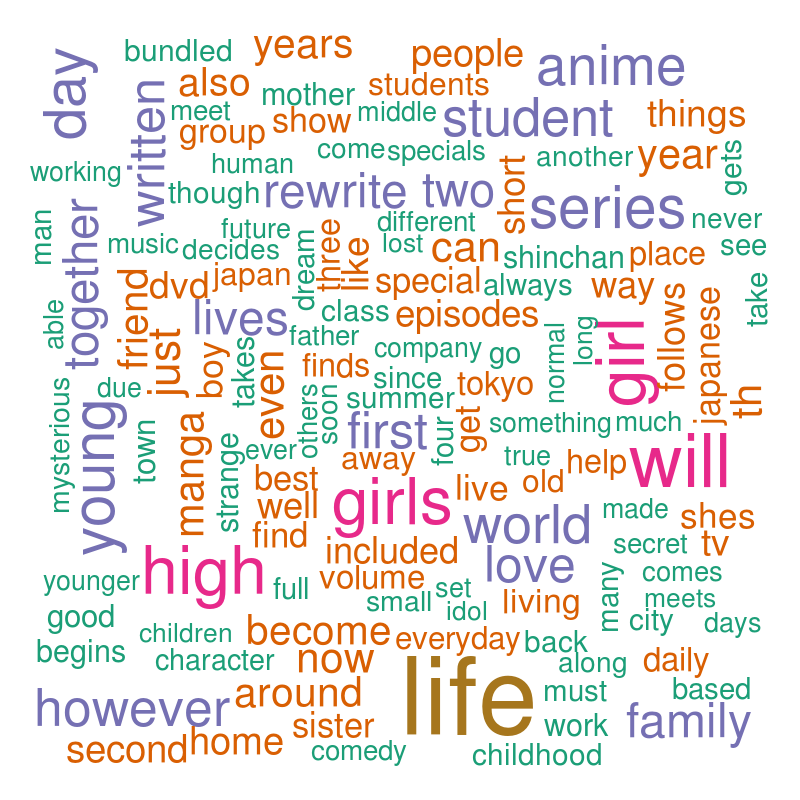 bundled
years
people
anime
day
also
students
mother
written
meet
middle
student
things
group
show
human
come
specials
another
year
gets
working
though
rewrite
two
short
series
never
man
together
future
different
music
decides
lost
can
shinchan
place
see
dream
three
like
friend
dvd
japan
special
always
way
take
able
lives
class
episodes
follows
japanese
just
boy
takes
father
company
go
normal
long
girl
due
even
finds
since
tokyo
th
mysterious
others
soon
summer
young
town
manga
strange
ever
first
four
get
something
much
away
true
help
will
best
well
girls
live
old
find
world
made
shes
included
secret
tv
high
younger
full
volume
love
comes
small
set
idol
living
many
meets
good
city
days
children
become
everyday
back
begins
character
now
along
daily
however
around
life
must
based
second
home
sister
work
family
comedy
childhood